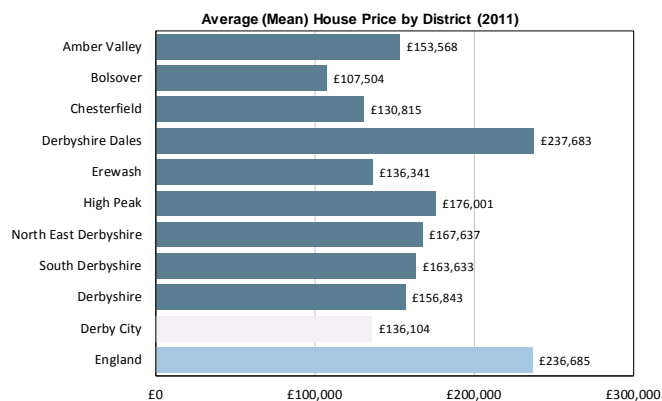 Average (Mean) House Price by District (2011)
Amber Valley £153,568
Bolsover £107,504
Chesterfield £130,815
Derbyshire Dales £237,683
Erewash £136,341
High Peak £176,001
North East Derbyshire £167,637
South Derbyshire £163,633
Derbyshire £156,843
Derby City £136,104
England £236,685
£0 £100,000 £200,000 £300,000